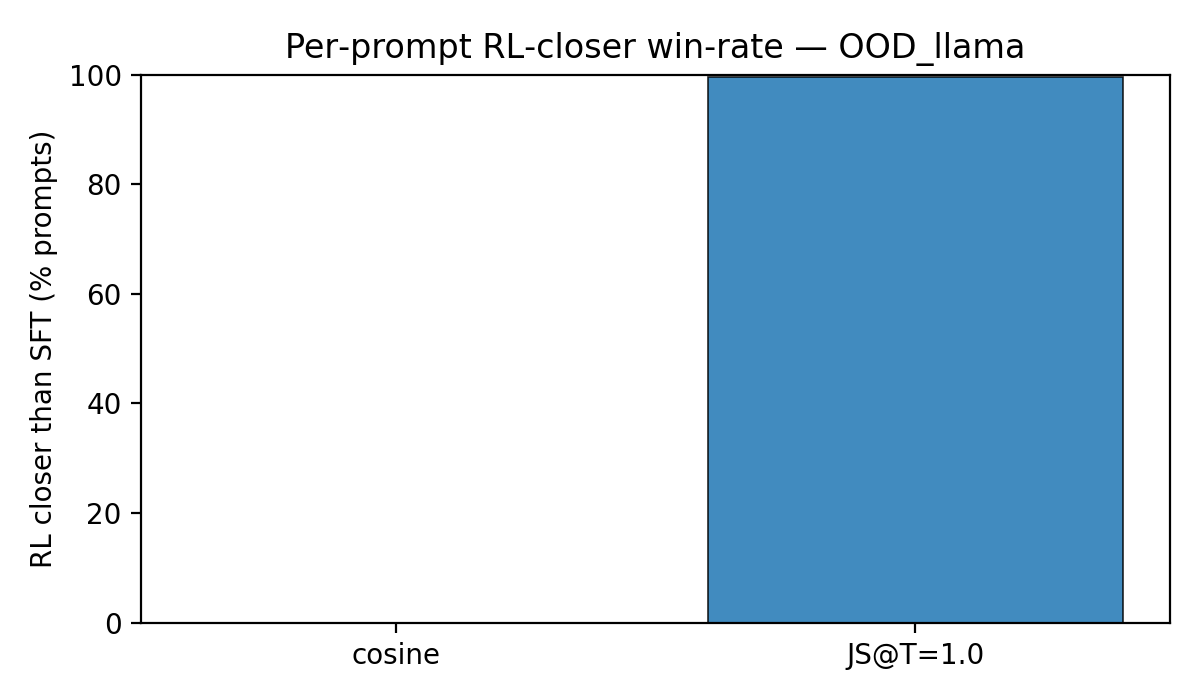 Per-prompt RL-closer win-rate — OOD_llama
RL closer than SFT (% prompts)
100
80
60
40
20
0
cosine
JS@T=1.0